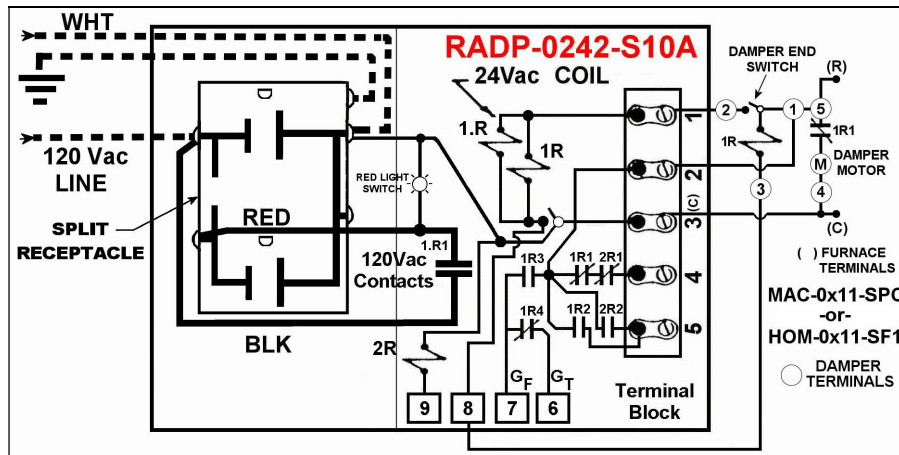 WHT
RADP-0242-S10A
DAMPER END
SWITCH
24Vac COIL
(R)
1
2
1
5
1.R
1R
1R
1R1
120 Vac
LINE
RED LIGHT
SWITCH
2
M
DAMPER
MOTOR
3
4
SPLIT
RECEPTACLE
RED
1.R1
3 (C)
(C)
120Vac
Contacts
1R3
1R1
2R1
4
( ) FURNACE
TERMINALS
1R4
1R2
2R2
5
MAC-0x11-SPC
-or-
HOM-0x11-SF1
BLK
2R
GF
GT
Terminal
Block
DAMPER
TERMINALS
9
8
7
6